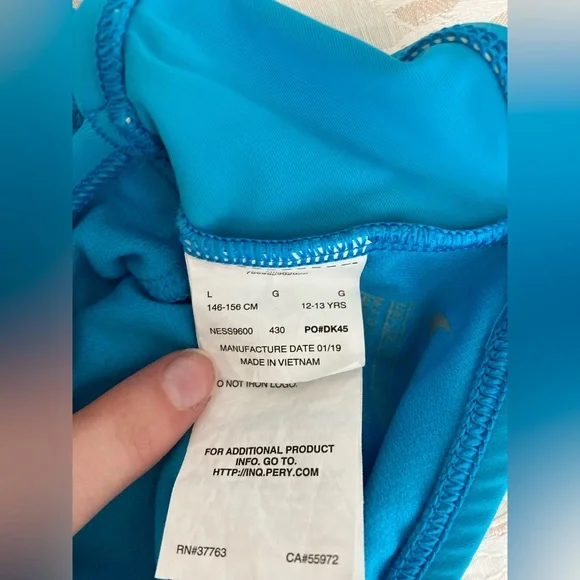 L G G
146-156 CM 12-13 YRS
NESS9600 430 PO#DK45
MANUFACTURE DATE 01/19
MADE IN VIETNAM
DO NOT IRON LOGO.
FOR ADDITIONAL PRODUCT
INFO. GO TO.
HTTP://INQ.PERY.COM
RN#37763 CA#55972